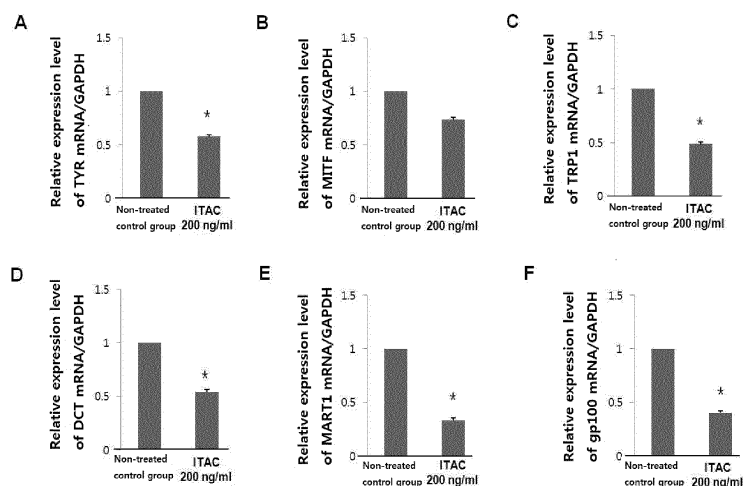 A
Relative expression level
of TYR mRNA/GAPDH
1.5
1
0.5
0
*
Non-treated
control group
ITAC
200 ng/ml
B
Relative expression level
of MITF mRNA/GAPDH
1.5
1
0.5
0
Non-treated
control group
ITAC
200 ng/ml
C
Relative expression level
of TRP1 mRNA/GAPDH
1.5
1
0.5
0
*
Non-treated
control group
ITAC
200 ng/ml
D
Relative expression level
of DCT mRNA/GAPDH
1.5
1
0.5
0
*
Non-treated
control group
ITAC
200 ng/ml
E
Relative expression level
of MART1 mRNA/GAPDH
1.5
1
0.5
0
*
Non-treated
control group
ITAC
200 ng/ml
F
Relative expression level
of gp100 mRNA/GAPDH
1.5
1
0.5
0
*
Non-treated
control group
ITAC
200 ng/ml